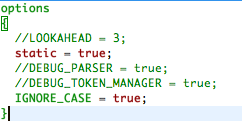 options
{
//LOOKAHEAD = 3;
static = true;
//DEBUG_PARSER = true;
//DEBUG_TOKEN_MANAGER = true;
IGNORE_CASE = true;
}